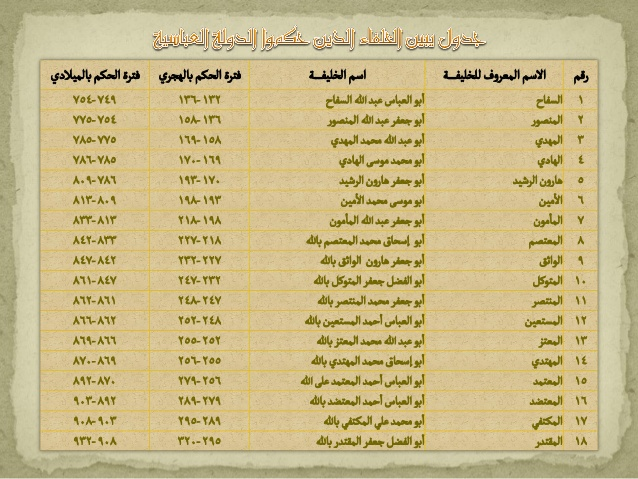 جدول يبين الخلفاء الذين حكموا الدولة العباسية
رقم الاسم المعروف للخليفــة اسم الخليفــة فترة الحكم بالهجري فترة الحكم بالميلادي
١ السفاح أبو العباس عبد الله السفاح ١٣٢-١٣٦ ٧٤٩-٧٥٤
٢ المنصور أبو جعفر عبد الله المنصور ١٣٦-١٥٨ ٧٥٤-٧٧٥
٣ المهدي أبو عبد الله محمد المهدي ١٥٨-١٦٩ ٧٧٥-٧٨٥
٤ الهادي أبو محمد موسى الهادي ١٦٩-١٧٠ ٧٨٥-٧٨٦
٥ هارون الرشيد أبو جعفر هارون الرشيد ١٧٠-١٩٣ ٧٨٦-٨٠٩
٦ الأمين ابو موسى محمد الأمين ١٩٣-١٩٨ ٨٠٩-٨١٣
٧ المأمون أبو جعفر عبد الله المأمون ١٩٨-٢١٨ ٨١٣-٨٣٣
٨ المعتصم أبو إسحاق محمد المعتصم بالله ٢١٨-٢٢٧ ٨٣٣-٨٤٢
٩ الواثق أبو جعفر هارون الواثق بالله ٢٢٧-٢٣٢ ٨٤٢-٨٤٧
١٠ المتوكل أبو الفضل جعفر المتوكل بالله ٢٣٢-٢٤٧ ٨٤٧-٨٦١
١١ المنتصر أبو جعفر محمد المنتصر بالله ٢٤٧-٢٤٨ ٨٦١-٨٦٢
١٢ المستعين أبو العباس أحمد المستعين بالله ٢٤٨-٢٥٢ ٨٦٢-٨٦٦
١٣ المعتز أبو عبد الله محمد المعتز بالله ٢٥٢-٢٥٥ ٨٦٦-٨٦٩
١٤ المهتدي أبو إسحاق محمد المهتدي بالله ٢٥٥-٢٥٦ ٨٦٩-٨٧٠
١٥ المعتمد أبو العباس أحمد المعتمد على الله ٢٥٦-٢٧٩ ٨٧٠-٨٩٢
١٦ المعتضد أبو العباس أحمد المعتضد بالله ٢٧٩-٢٨٩ ٨٩٢-٩٠٣
١٧ المكتفي أبو محمد علي المكتفي بالله ٢٨٩-٢٩٥ ٩٠٣-٩٠٨
١٨ المقتدر أبو الفضل جعفر المقتدر بالله ٢٩٥-٣٢٠ ٩٠٨-٩٣٢